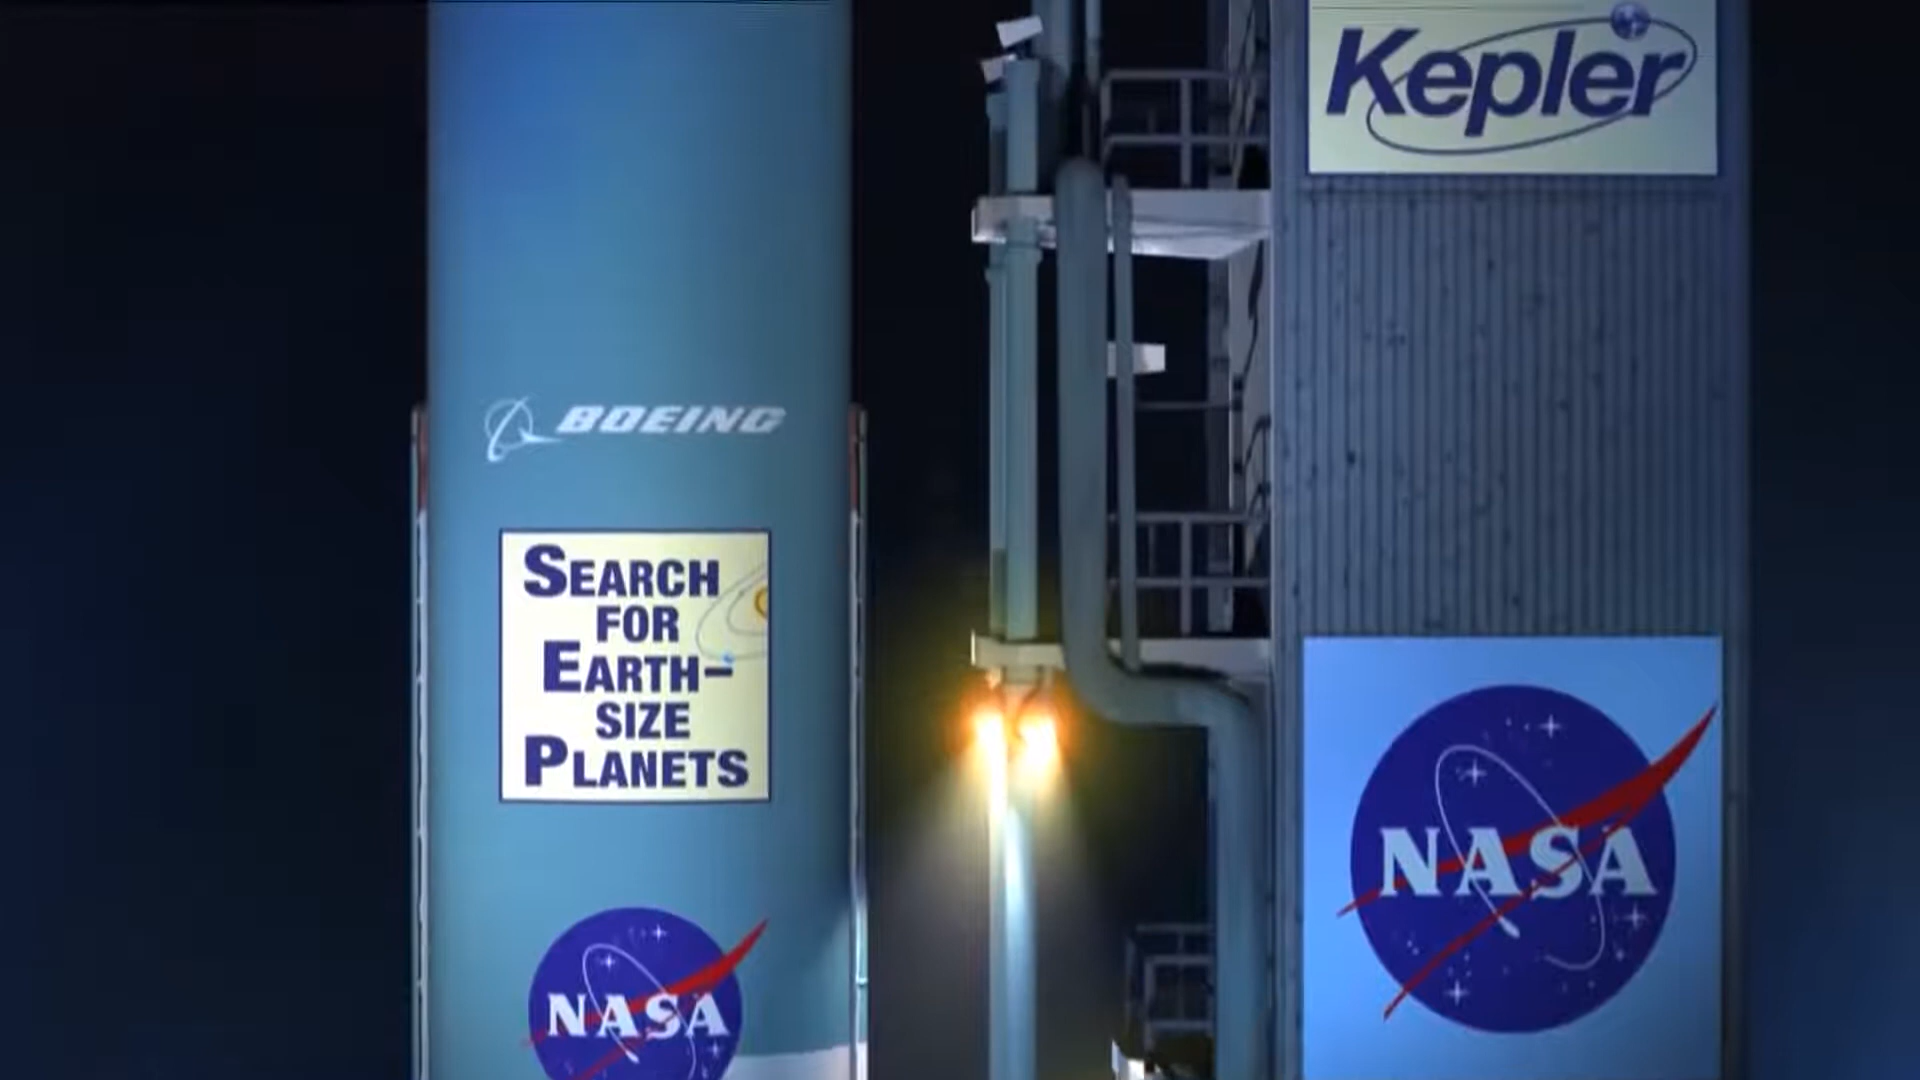 Kepler
BOEING
SEARCH
FOR
EARTH–
SIZE
PLANETS
NASA
NASA